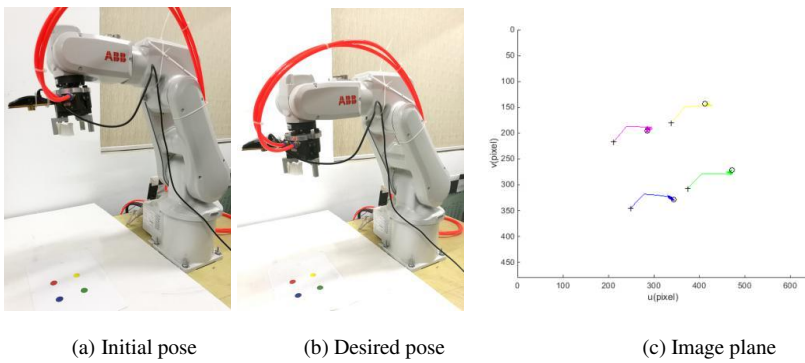 ABB
ABB
0
50
100
150
200
250
300
350
400
450
v(pixel)
0 100 200 300 400 500 600
u(pixel)
(a) Initial pose
(b) Desired pose
(c) Image plane